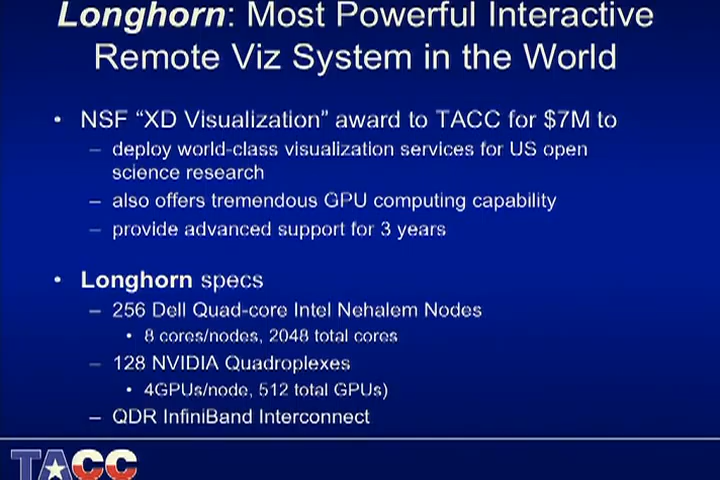 Longhorn: Most Powerful Interactive
Remote Viz System in the World
• NSF “XD Visualization” award to TACC for $7M to
– deploy world-class visualization services for US open
science research
– also offers tremendous GPU computing capability
– provide advanced support for 3 years
• Longhorn specs
– 256 Dell Quad-core Intel Nehalem Nodes
• 8 cores/nodes, 2048 total cores
– 128 NVIDIA Quadroplexes
• 4GPUs/node, 512 total GPUs)
– QDR InfiniBand Interconnect
TACC